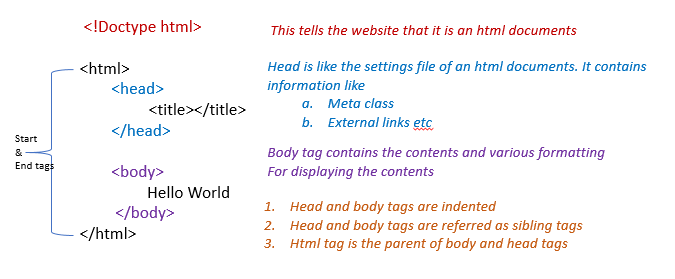 <!Doctype html>
This tells the website that it is an html documents
<html>
<head>
<title></title>
</head>
Head is like the settings file of an html documents. It contains
information like
a. Meta class
b. External links etc
Start
&
End tags
<body>
Hello World
</body>
</html>
Body tag contains the contents and various formatting
For displaying the contents
1. Head and body tags are indented
2. Head and body tags are referred as sibling tags
3. Html tag is the parent of body and head tags